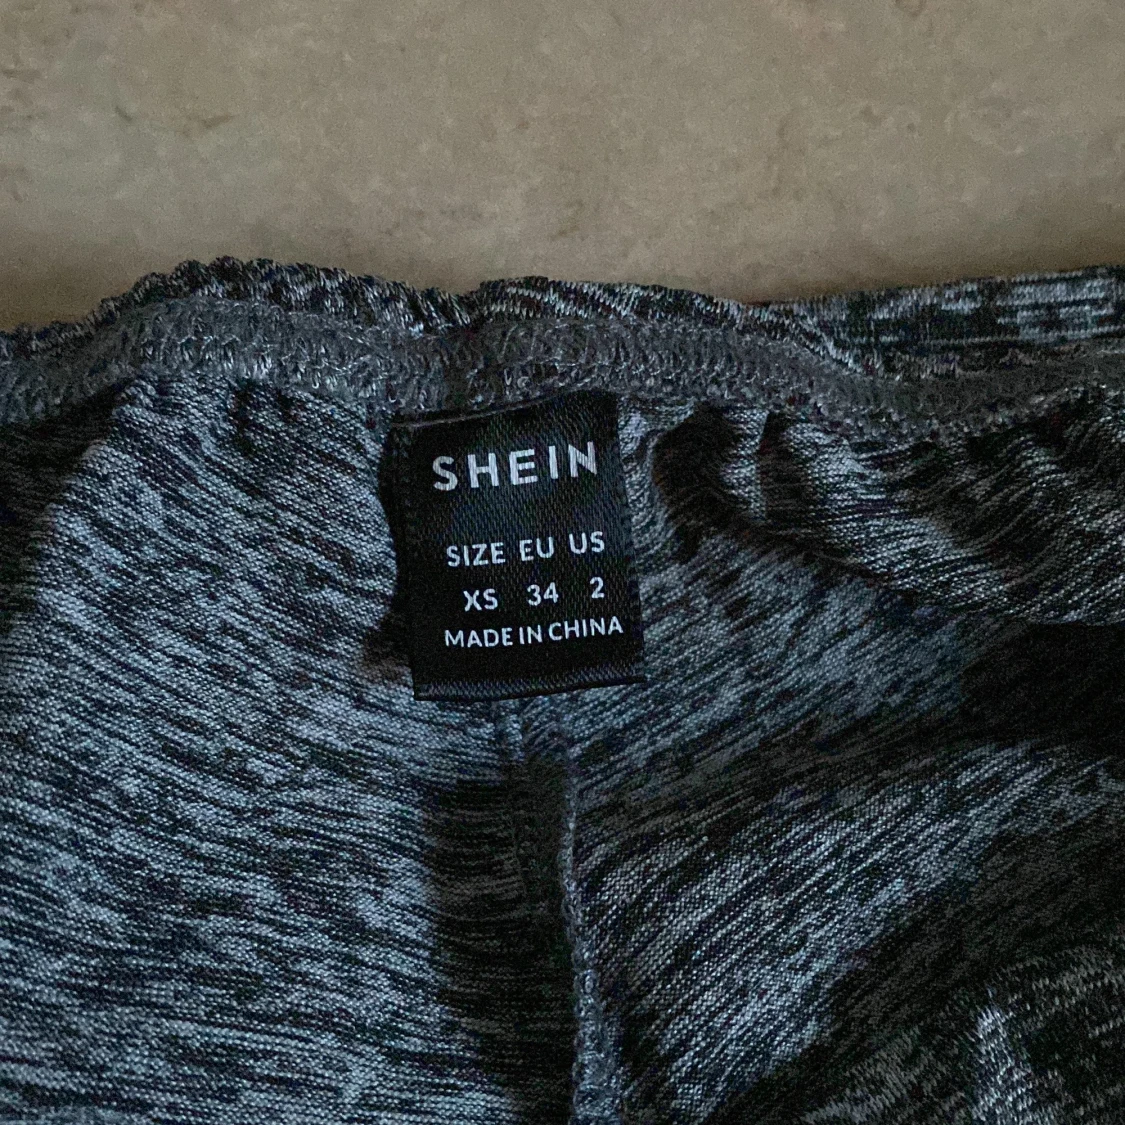 SHEIN
SIZE EU US
XS 34 2
MADE IN CHINA